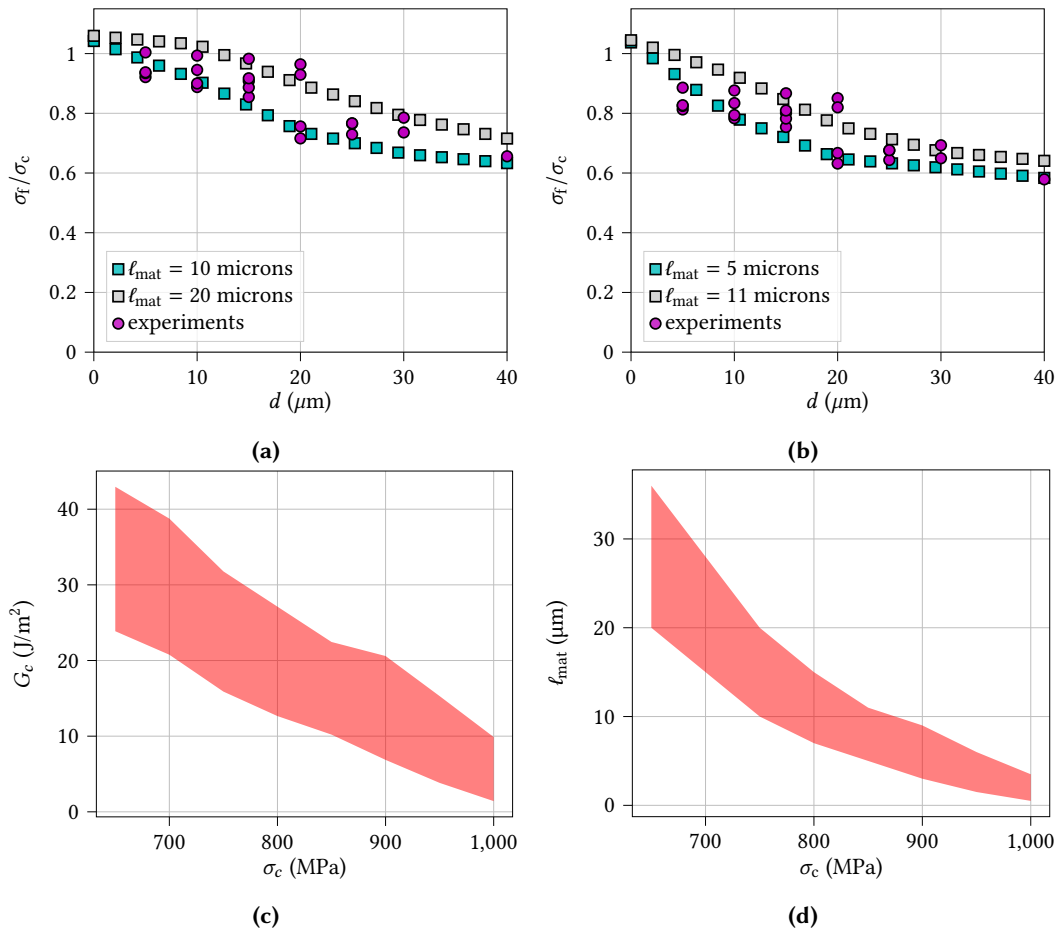 1
0.8
0.6
0.4
0.2
0
σf/σc
ℓmat = 10 microns
ℓmat = 20 microns
experiments
0 10 20 30 40
d (μm)
(a)
1
0.8
0.6
0.4
0.2
0
σf/σc
ℓmat = 5 microns
ℓmat = 11 microns
experiments
0 10 20 30 40
d (μm)
(b)
40
30
20
10
0
Gc (J/m²)
700 800 900 1,000
σc (MPa)
(c)
30
20
10
0
ℓmat (μm)
700 800 900 1,000
σc (MPa)
(d)